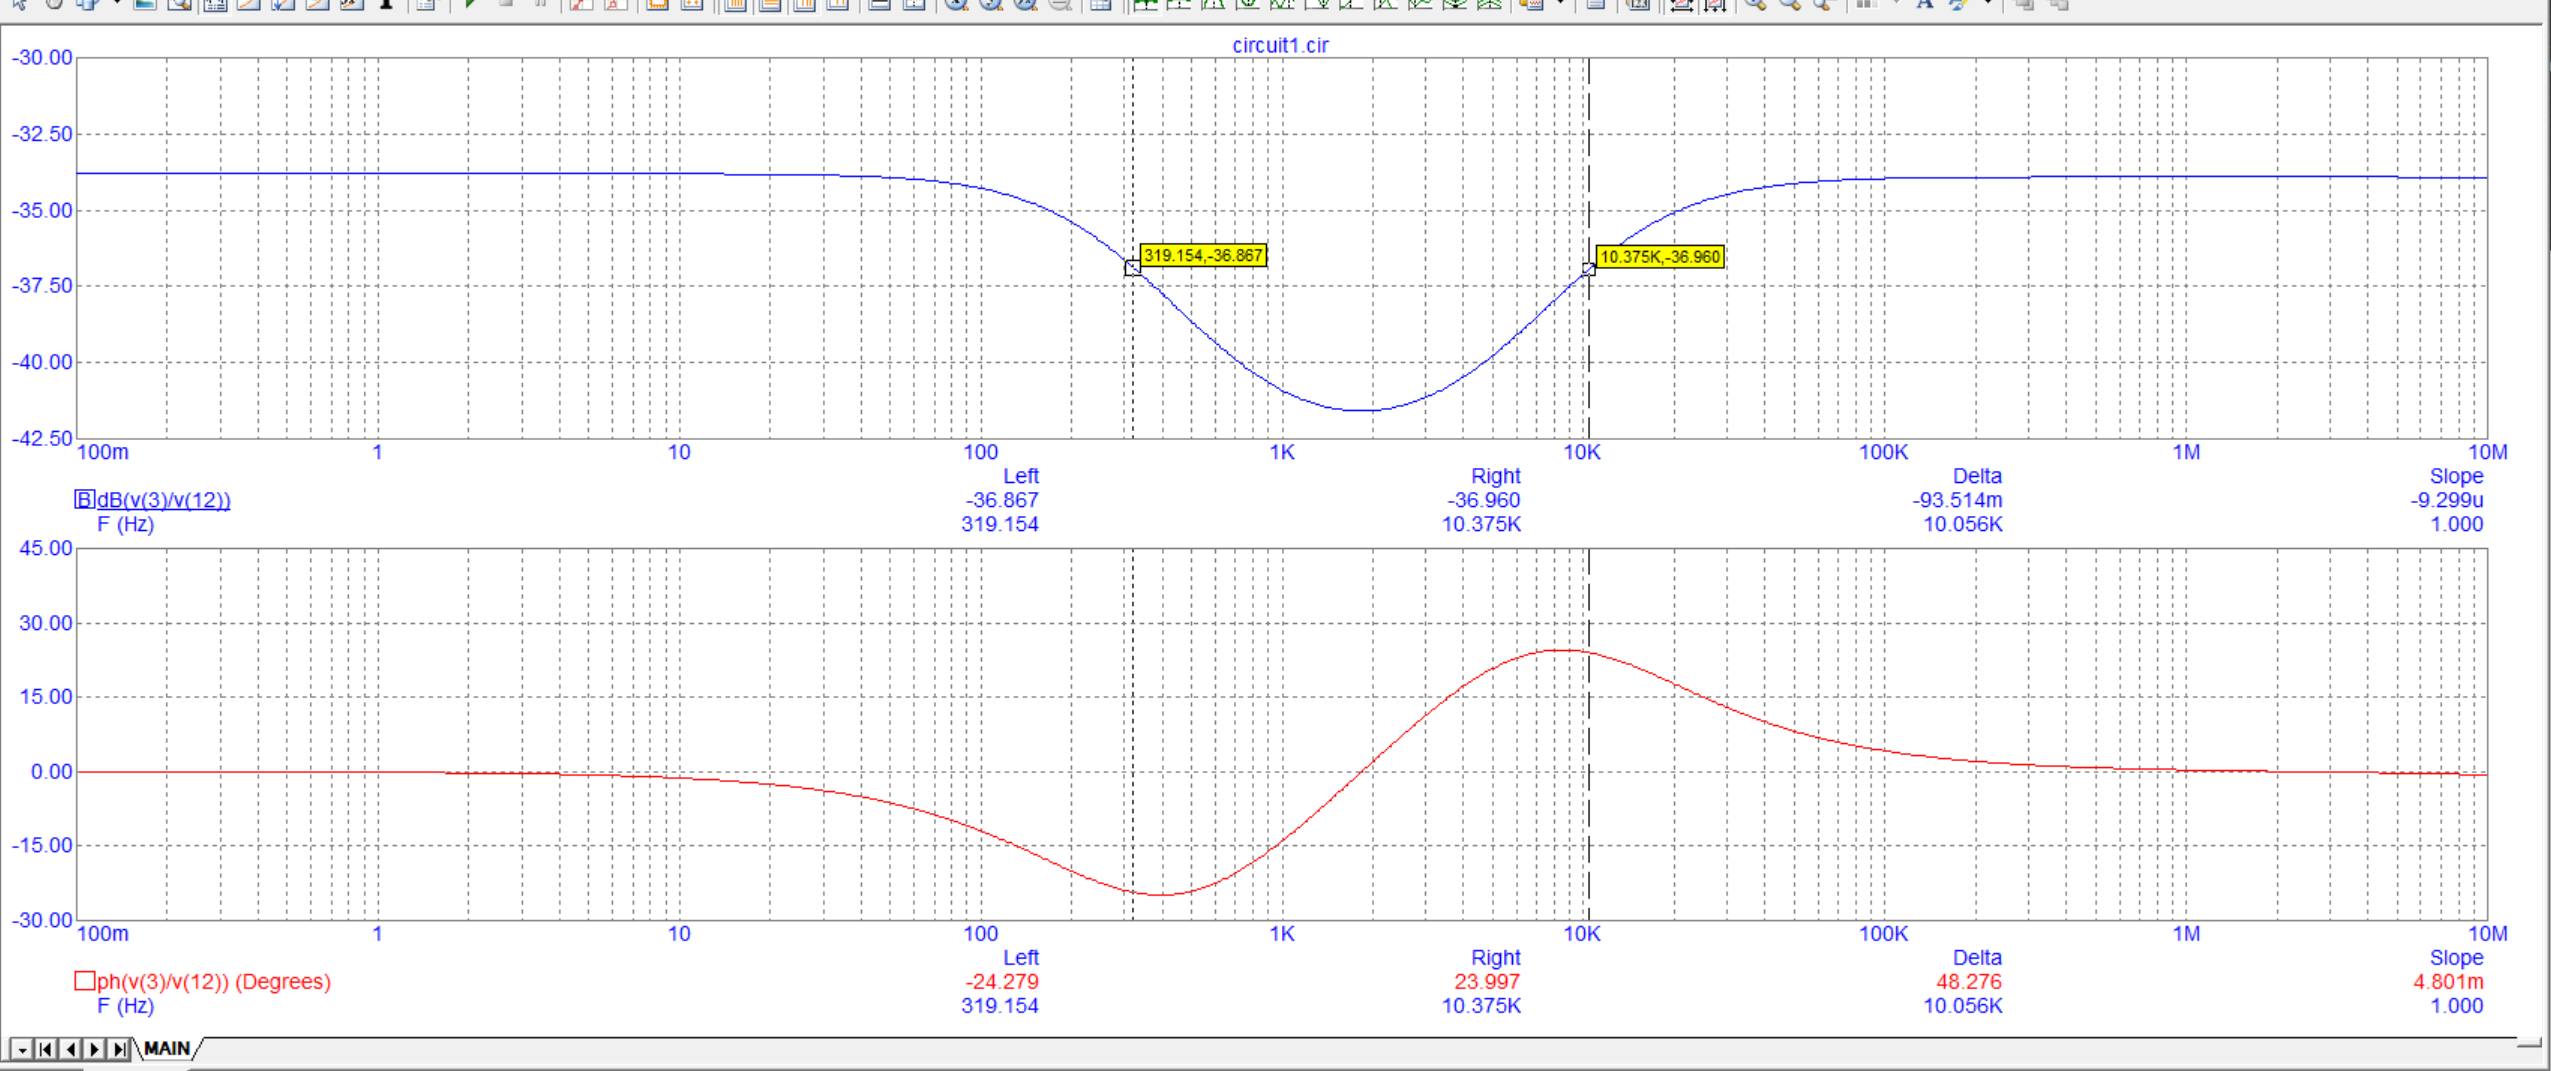 circuit1.cir
-30.00
-32.50
-35.00
-37.50
-40.00
-42.50
319.154,-36.867
10.375K,-36.960
100m 1 10 100 1K 10K 100K 1M 10M
Left Right Delta Slope
B dB(v(3)/v(12)) -36.867 -36.960 -93.514m -9.299u
F (Hz) 319.154 10.375K 10.056K 1.000
45.00
30.00
15.00
0.00
-15.00
-30.00
100m 1 10 100 1K 10K 100K 1M 10M
Left Right Delta Slope
ph(v(3)/v(12)) (Degrees) -24.279 23.997 48.276 4.801m
F (Hz) 319.154 10.375K 10.056K 1.000
MAIN